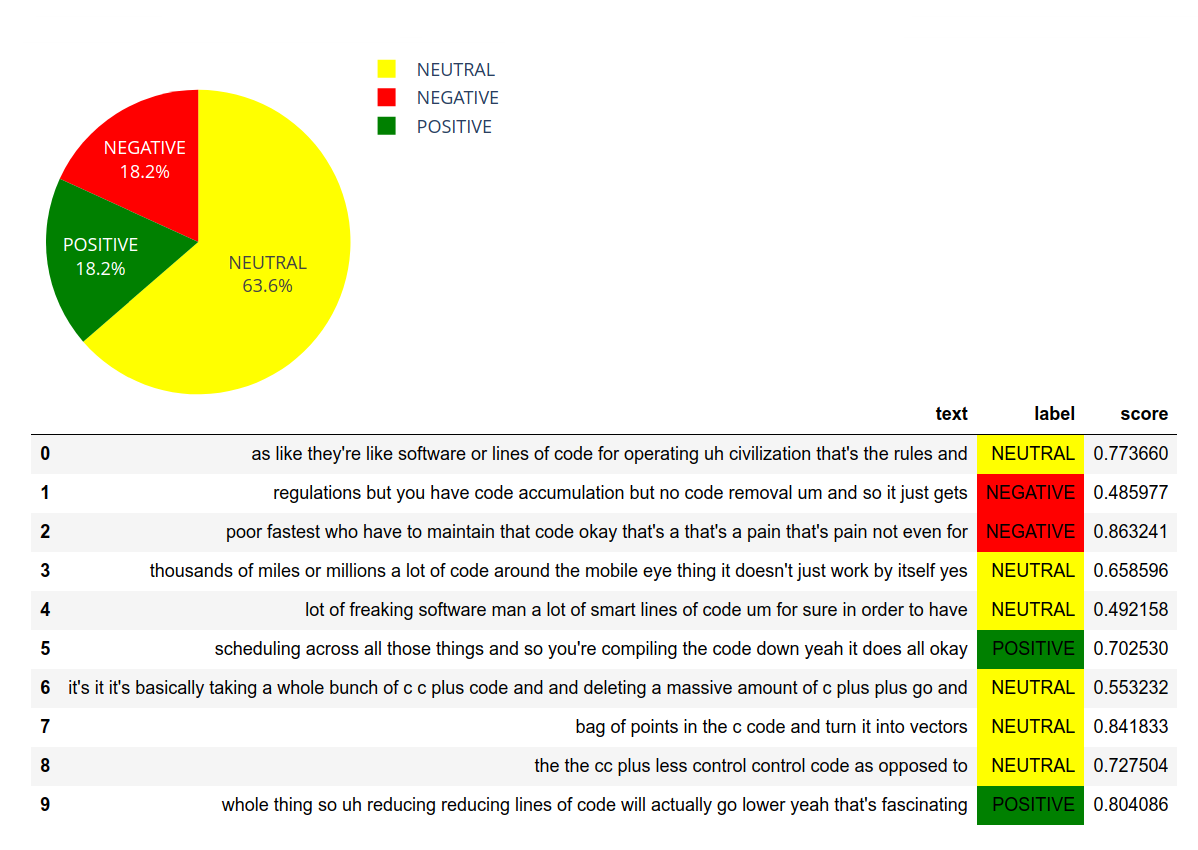 NEUTRAL
NEGATIVE
POSITIVE
NEGATIVE
18.2%
POSITIVE
18.2%
NEUTRAL
63.6%
text label score
0 as like they're like software or lines of code for operating uh civilization that's the rules and NEUTRAL 0.773660
1 regulations but you have code accumulation but no code removal um and so it just gets NEGATIVE 0.485977
2 poor fastest who have to maintain that code okay that's a that's a pain that's pain not even for NEGATIVE 0.863241
3 thousands of miles or millions a lot of code around the mobile eye thing it doesn't just work by itself yes NEUTRAL 0.658596
4 lot of freaking software man a lot of smart lines of code um for sure in order to have NEUTRAL 0.492158
5 scheduling across all those things and so you're compiling the code down yeah it does all okay POSITIVE 0.702530
6 it's it it's basically taking a whole bunch of c c plus code and and deleting a massive amount of c plus plus go and NEUTRAL 0.553232
7 bag of points in the c code and turn it into vectors NEUTRAL 0.841833
8 the the cc plus less control control code as opposed to NEUTRAL 0.727504
9 whole thing so uh reducing reducing lines of code will actually go lower yeah that's fascinating POSITIVE 0.804086